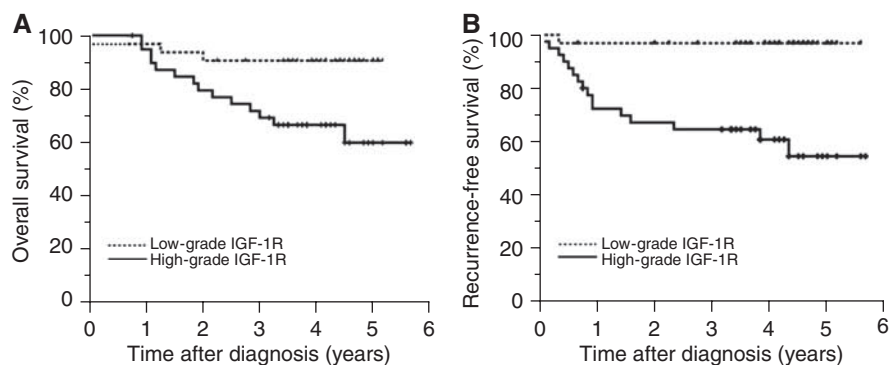 A
Overall survival (%)
100
80
60
40
20
0
Low-grade IGF-1R
High-grade IGF-1R
0 1 2 3 4 5 6
Time after diagnosis (years)
B
Recurrence-free survival (%)
100
80
60
40
20
0
Low-grade IGF-1R
High-grade IGF-1R
0 1 2 3 4 5 6
Time after diagnosis (years)